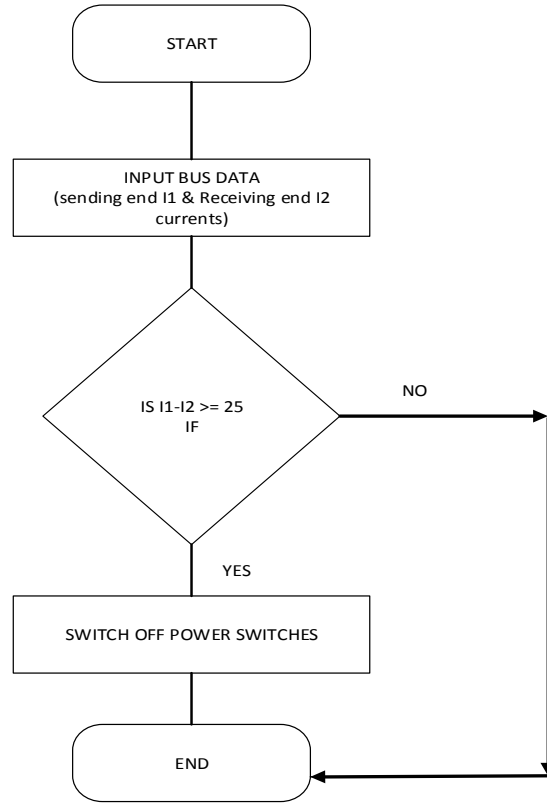 START
INPUT BUS DATA
(sending end I1 & Receiving end I2
currents)
IS I1-I2 >= 25
IF
NO
YES
SWITCH OFF POWER SWITCHES
END